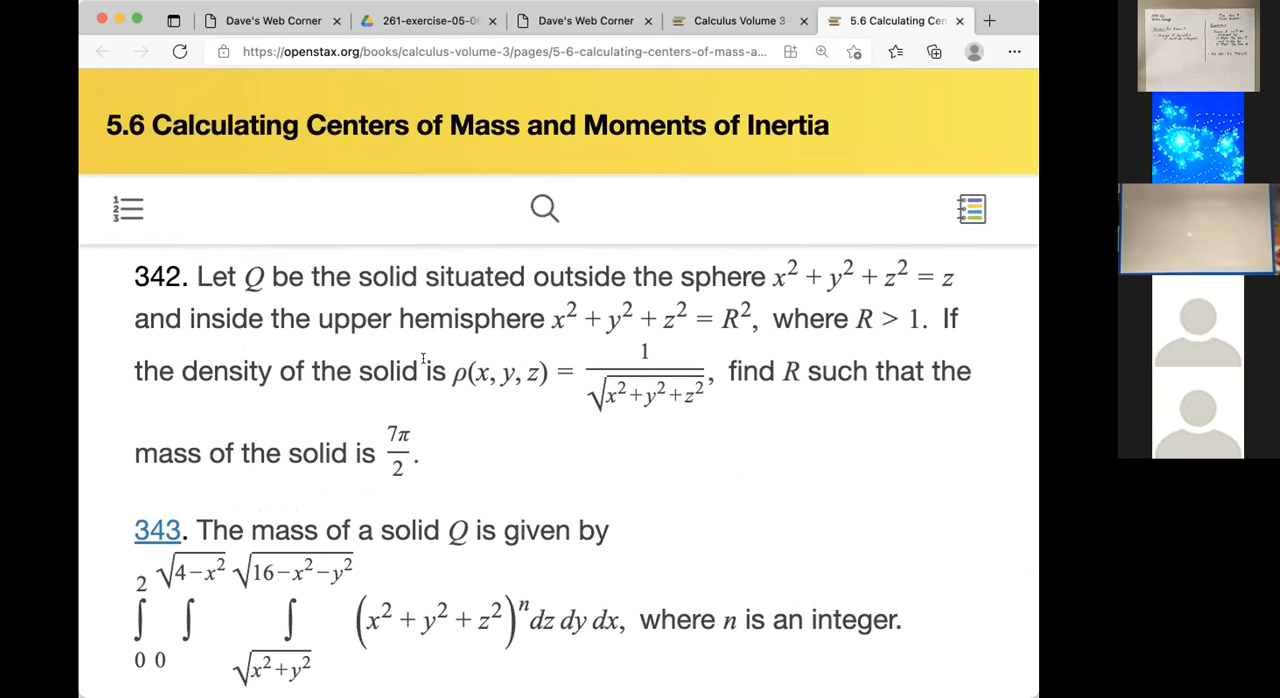 Dave's Web Corner
261-exercise-05-0
Dave's Web Corner
Calculus Volume 3
5.6 Calculating Cen
https://openstax.org/books/calculus-volume-3/pages/5-6-calculating-centers-of-mass-a...
5.6 Calculating Centers of Mass and Moments of Inertia
342. Let Q be the solid situated outside the sphere x² + y² + z² = z
and inside the upper hemisphere x² + y² + z² = R², where R > 1. If
the density of the solid is ρ(x, y, z) = 1/√(x²+y²+z²), find R such that the
mass of the solid is 7π/2.
343. The mass of a solid Q is given by
∫₀² ∫₀^√(4−x²) ∫_√(x²+y²)^√(16−x²−y²) (x² + y² + z²)ⁿ dz dy dx, where n is an integer.